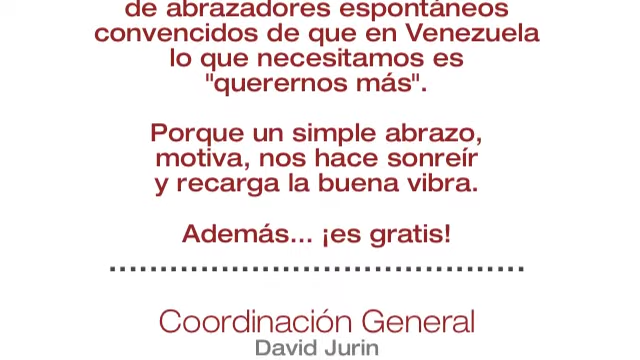 de abrazadores espontáneos
convencidos de que en Venezuela
lo que necesitamos es
"querernos más".
Porque un simple abrazo,
motiva, nos hace sonreír
y recarga la buena vibra.
Además... ¡es gratis!
Coordinación General
David Jurin